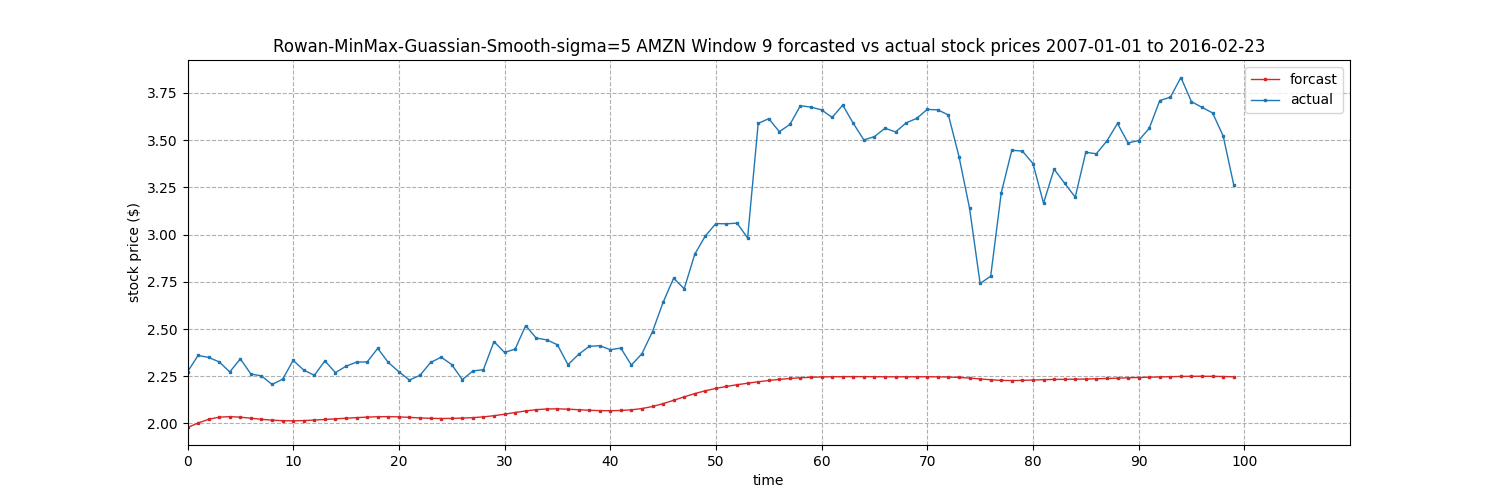 Rowan-MinMax-Guassian-Smooth-sigma=5 AMZN Window 9 forcasted vs actual stock prices 2007-01-01 to 2016-02-23
forcast
actual
stock price ($)
3.75
3.50
3.25
3.00
2.75
2.50
2.25
2.00
0 10 20 30 40 50 60 70 80 90 100
time